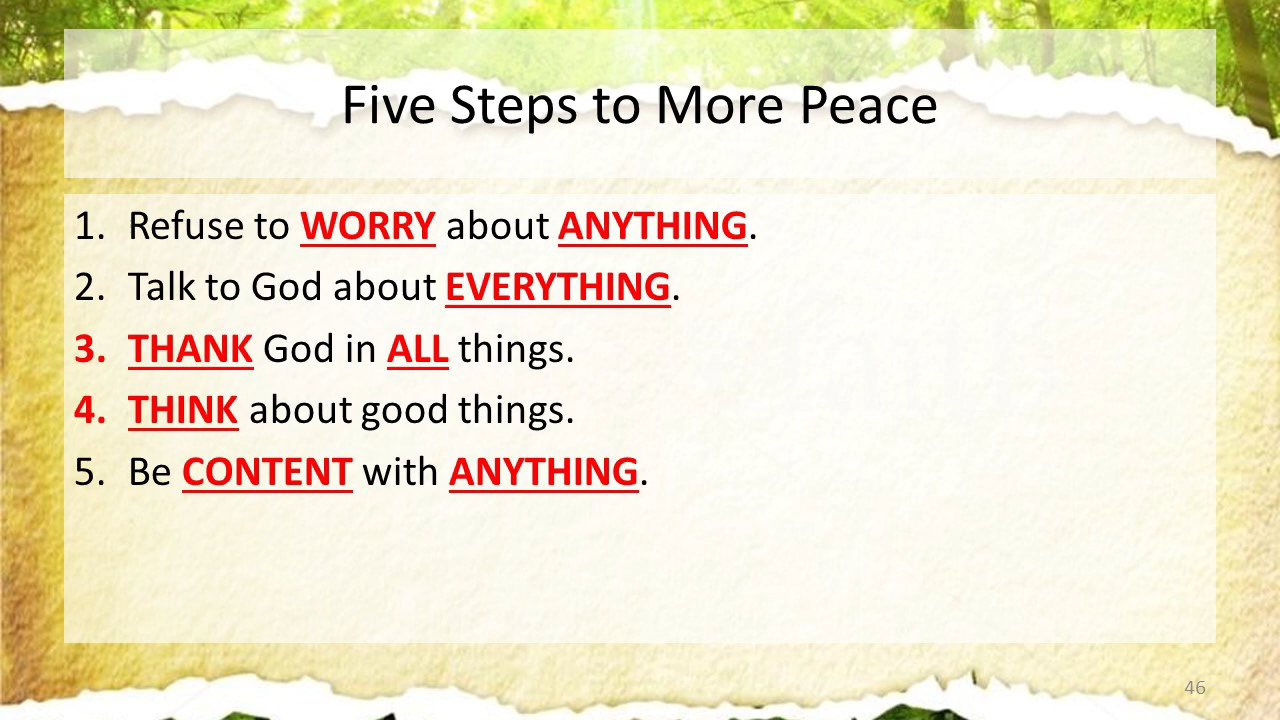 Five Steps to More Peace
1. Refuse to WORRY about ANYTHING.
2. Talk to God about EVERYTHING.
3. THANK God in ALL things.
4. THINK about good things.
5. Be CONTENT with ANYTHING.
46